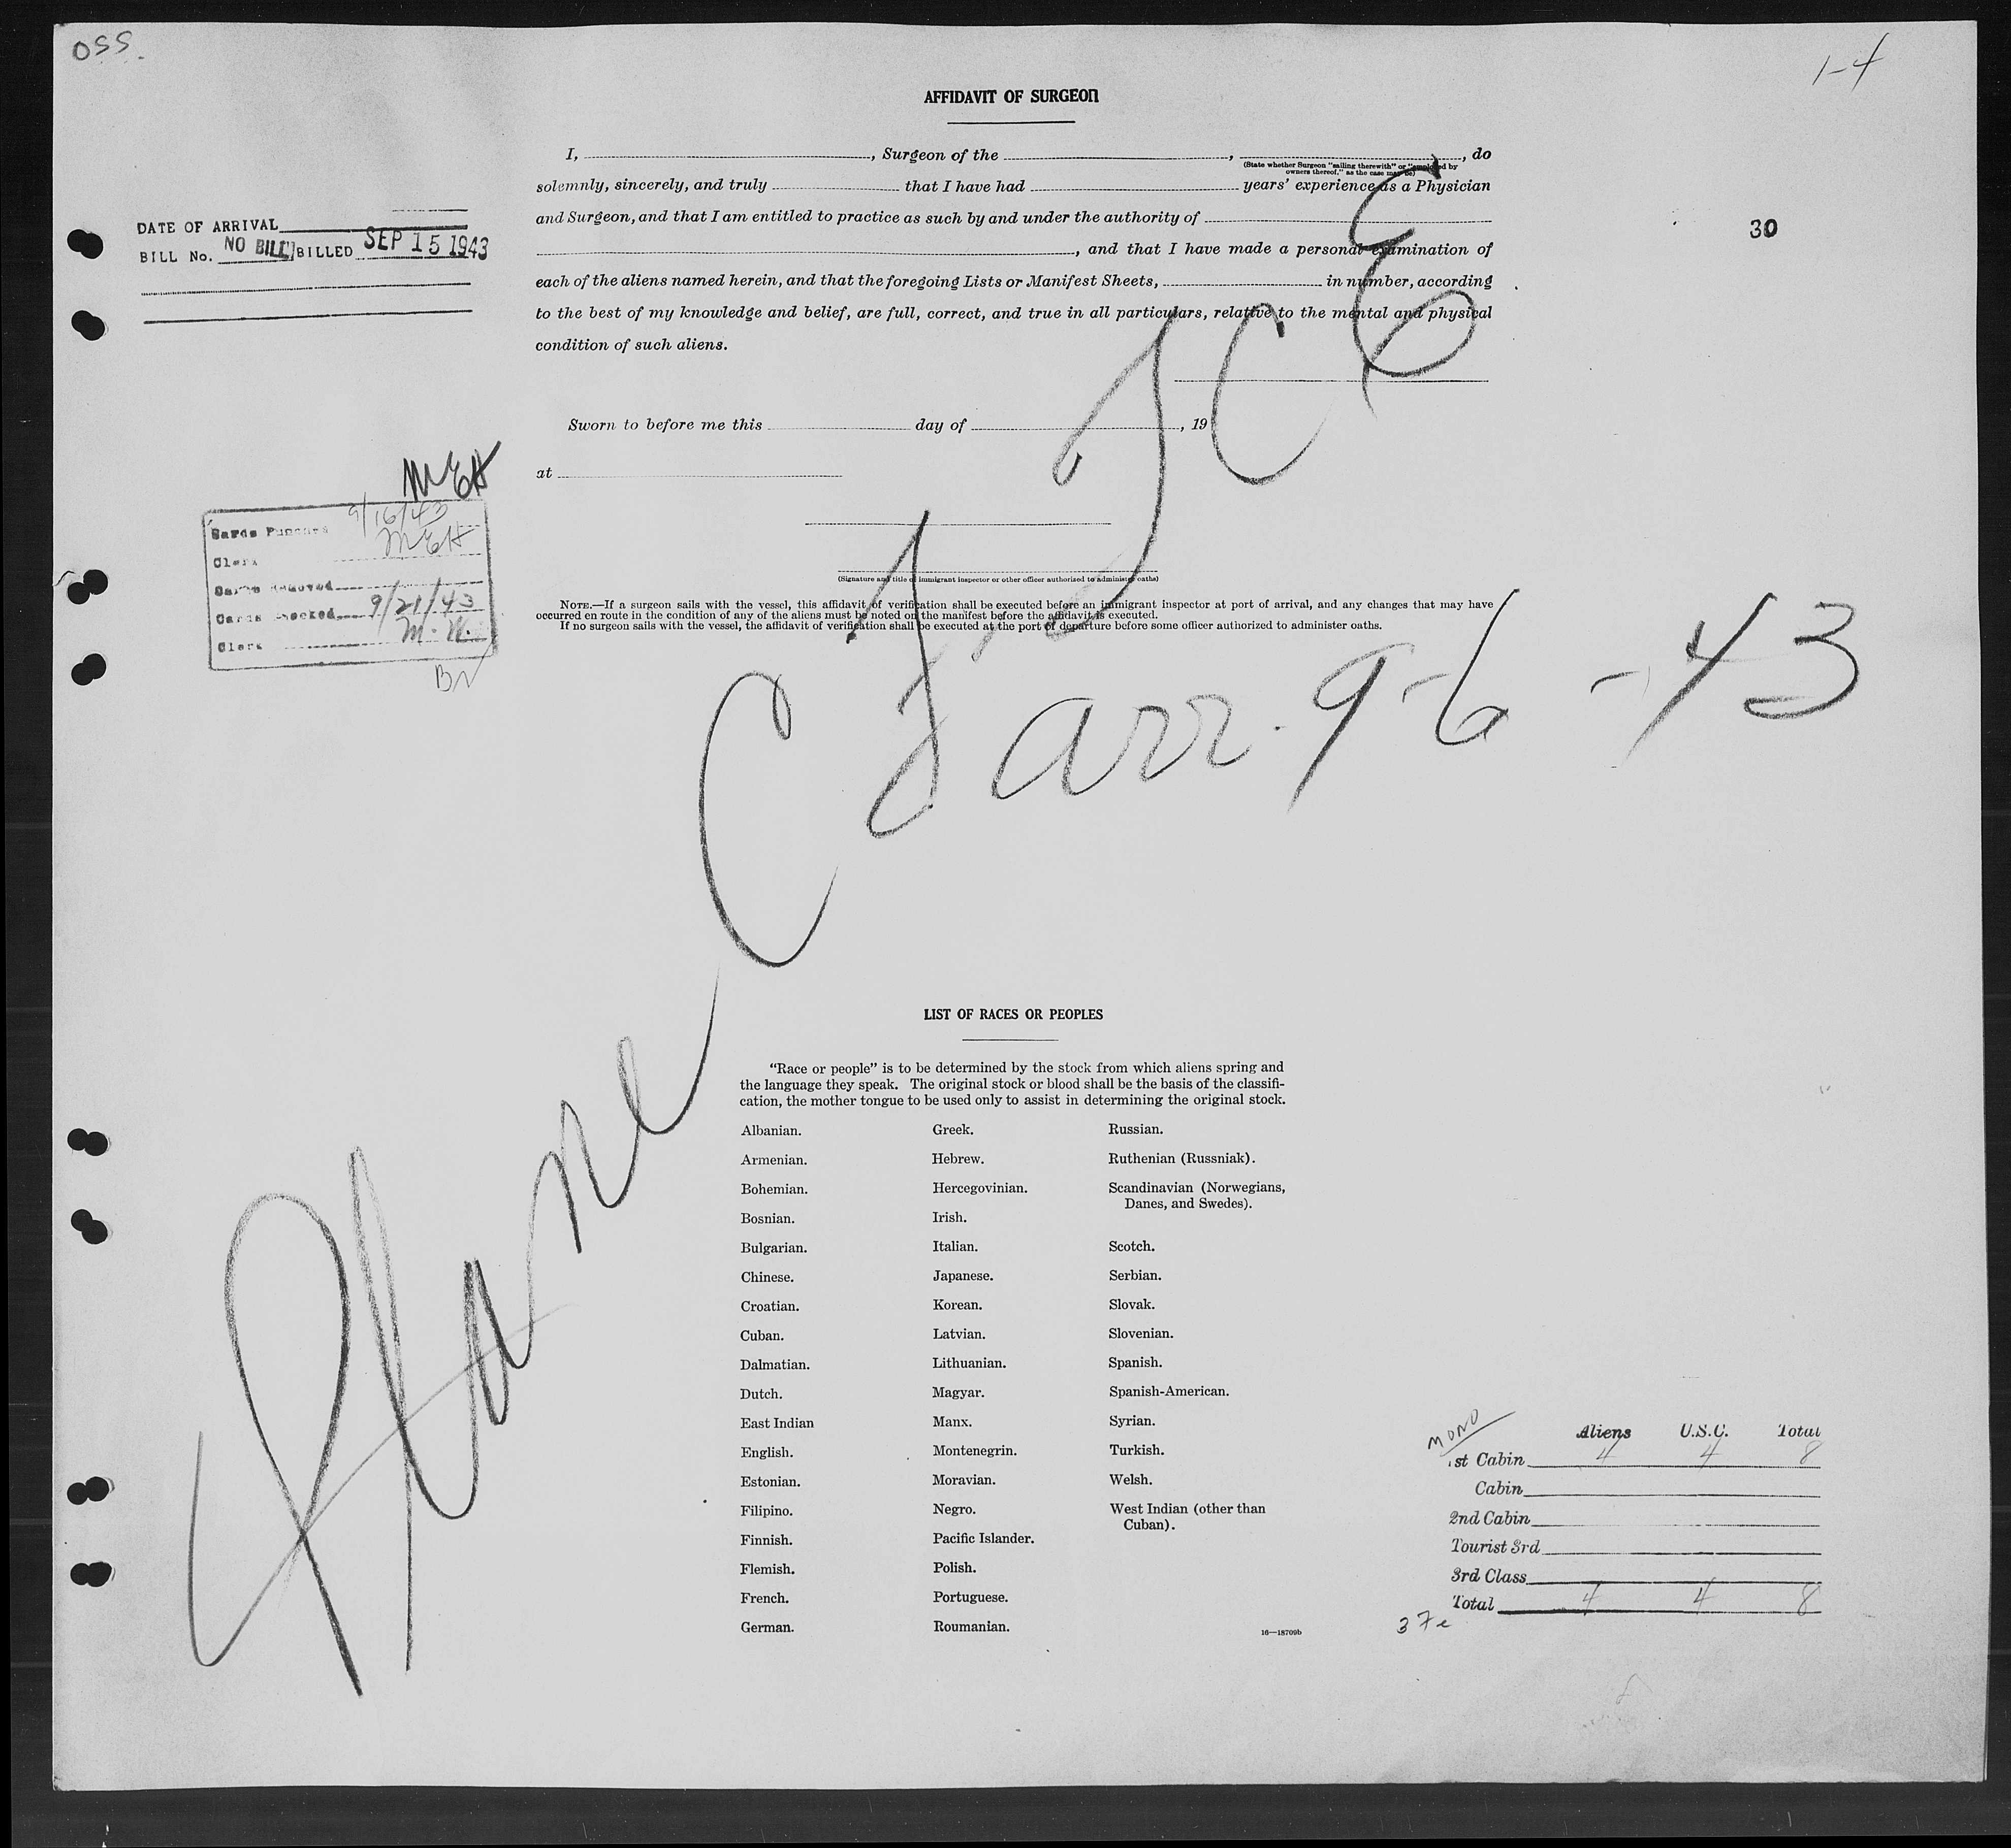 OSS.
1-4
AFFIDAVIT OF SURGEON
I, , Surgeon of the , , do
(State whether Surgeon "sailing therewith" or "employed by
owners thereof," as the case may be)
solemnly, sincerely, and truly that I have had years' experience as a Physician
and Surgeon, and that I am entitled to practice as such by and under the authority of
, and that I have made a personal examination of
each of the aliens named herein, and that the foregoing Lists or Manifest Sheets, in number, according
to the best of my knowledge and belief, are full, correct, and true in all particulars, relative to the mental and physical
condition of such aliens.
Sworn to before me this day of , 19
at
(Signature and title of immigrant inspector or other officer authorized to administer oaths)
NOTE.—If a surgeon sails with the vessel, this affidavit of verification shall be executed before an immigrant inspector at port of arrival, and any changes that may have
occurred en route in the condition of any of the aliens must be noted on the manifest before the affidavit is executed.
If no surgeon sails with the vessel, the affidavit of verification shall be executed at the port of departure before some officer authorized to administer oaths.
DATE OF ARRIVAL
BILL No. NO BILL BILLED SEP 15 1943
30
MEH
Cards Punched 9/16/43
Clerk MEH
Cards Removed
Cards Checked 9/21/43
Clerk M. W.
Plane
arr. 9-6-43
LIST OF RACES OR PEOPLES
"Race or people" is to be determined by the stock from which aliens spring and
the language they speak. The original stock or blood shall be the basis of the classifi-
cation, the mother tongue to be used only to assist in determining the original stock.
Albanian.
Armenian.
Bohemian.
Bosnian.
Bulgarian.
Chinese.
Croatian.
Cuban.
Dalmatian.
Dutch.
East Indian
English.
Estonian.
Filipino.
Finnish.
Flemish.
French.
German.
Greek.
Hebrew.
Hercegovinian.
Irish.
Italian.
Japanese.
Korean.
Latvian.
Lithuanian.
Magyar.
Manx.
Montenegrin.
Moravian.
Negro.
Pacific Islander.
Polish.
Portuguese.
Roumanian.
Russian.
Ruthenian (Russniak).
Scandinavian (Norwegians,
Danes, and Swedes).
Scotch.
Serbian.
Slovak.
Slovenian.
Spanish.
Spanish-American.
Syrian.
Turkish.
Welsh.
West Indian (other than
Cuban).
16—18709b
MONO
Aliens U.S.C. Total
1st Cabin 4 4 8
Cabin
2nd Cabin
Tourist 3rd
3rd Class
Total 4 4 8
37e